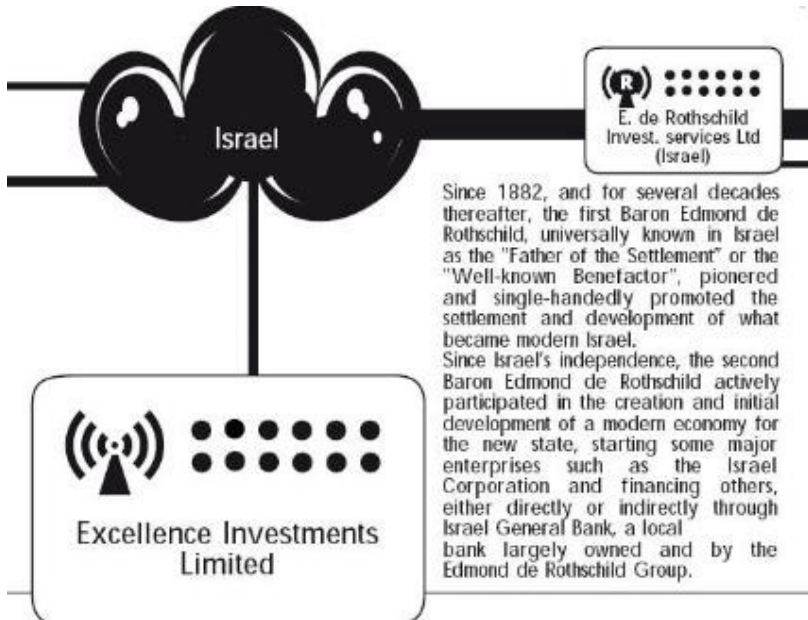 Israel
R
E. de Rothschild
Invest. services Ltd
(Israel)
Since 1882, and for several decades
thereafter, the first Baron Edmond de
Rothschild, universally known in Israel
as the "Father of the Settlement" or the
"Well-known Benefactor", pionered
and single-handedly promoted the
settlement and development of what
became modern Israel.
Since Israel's independence, the second
Baron Edmond de Rothschild actively
participated in the creation and initial
development of a modern economy for
the new state, starting some major
enterprises such as the Israel
Corporation and financing others,
either directly or indirectly through
Israel General Bank, a local
bank largely owned and by the
Edmond de Rothschild Group.
Excellence Investments
Limited